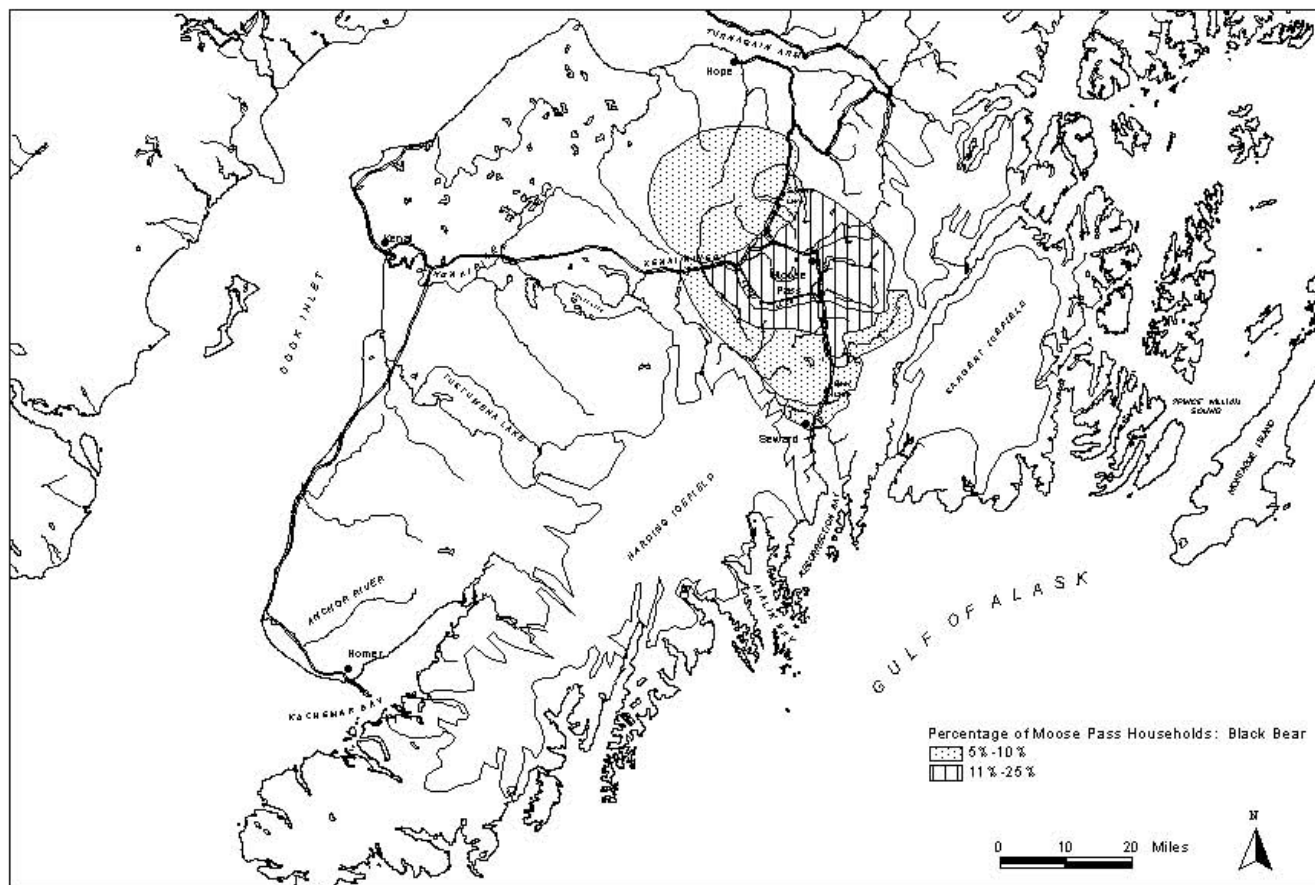 TURNAGAIN ARM
Hope
Kenai
KENAI RIVER
Moose
Pass
COOK INLET
TUSTUMENA LAKE
SARGENT ICEFIELD
PRINCE WILLIAM
SOUND
MONTAGUE ISLAND
Seward
HARDING ICEFIELD
RESURRECTION BAY
AIALIK BAY
ANCHOR RIVER
Homer
KACHEMAK BAY
GULF OF ALASK
Percentage of Moose Pass Households: Black Bear
5%-10%
11%-25%
N
0 10 20 Miles